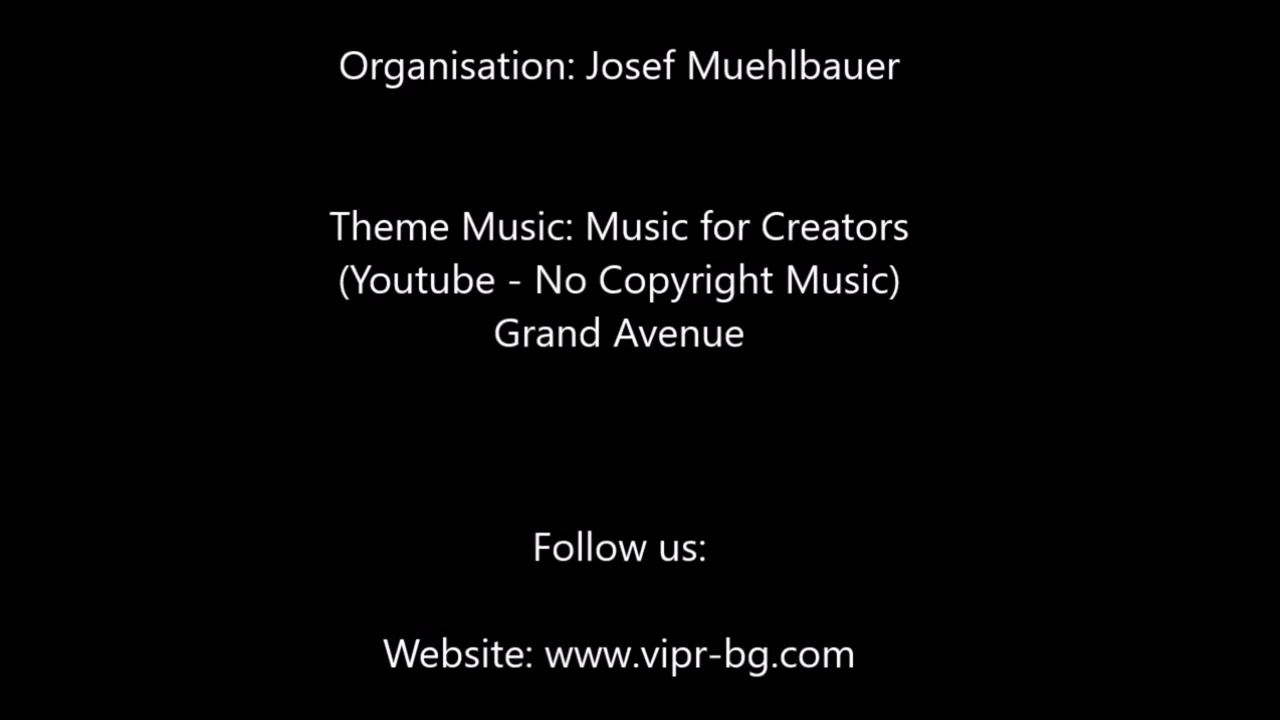 Organisation: Josef Muehlbauer
Theme Music: Music for Creators
(Youtube - No Copyright Music)
Grand Avenue
Follow us:
Website: www.vipr-bg.com